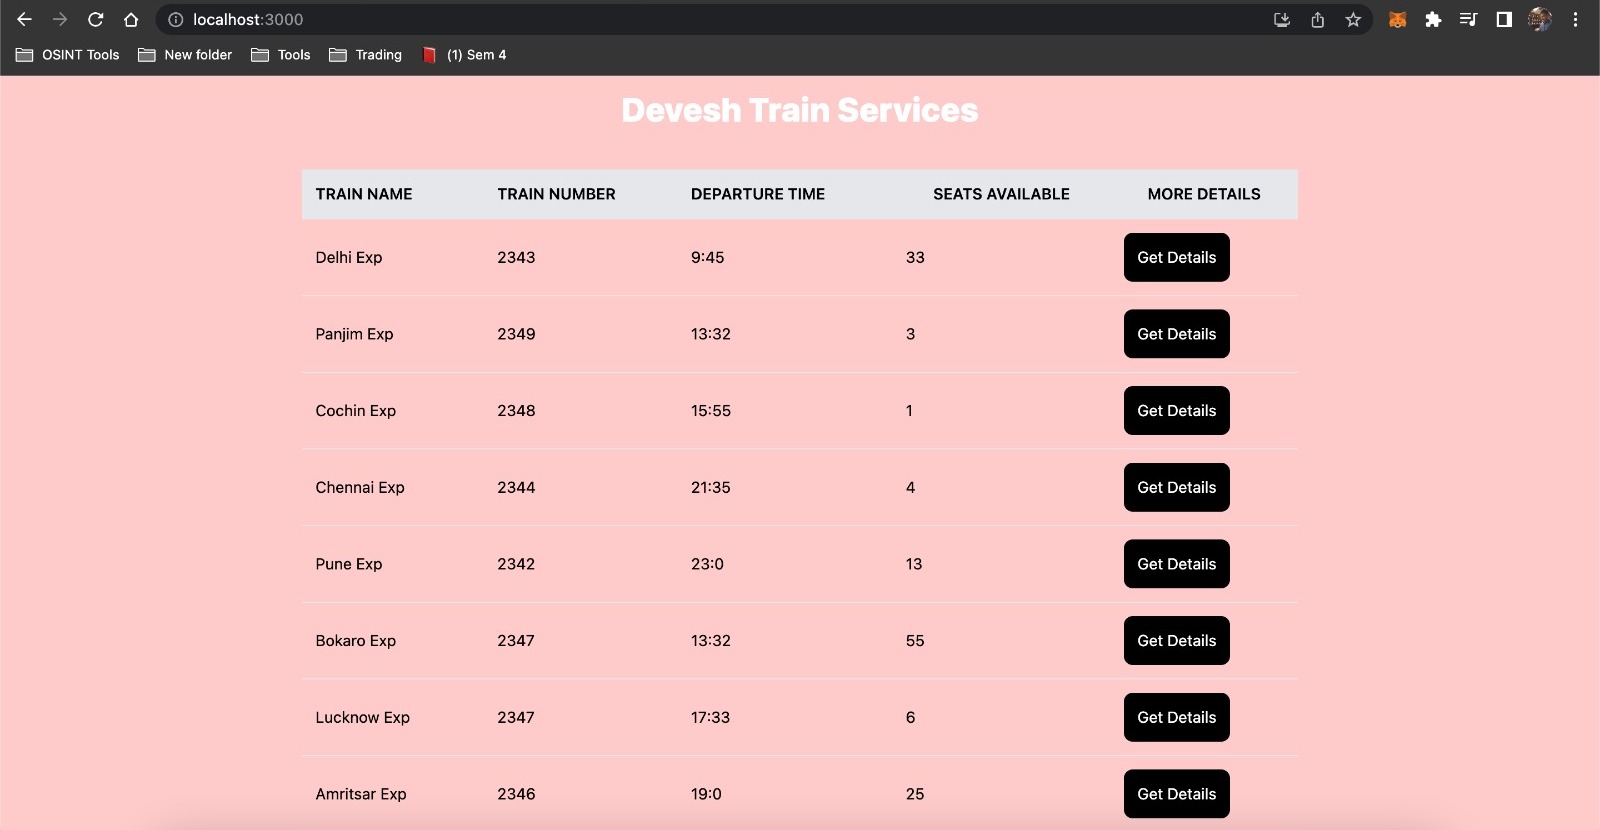 localhost:3000
OSINT Tools New folder Tools Trading (1) Sem 4
Devesh Train Services
TRAIN NAME TRAIN NUMBER DEPARTURE TIME SEATS AVAILABLE MORE DETAILS
Delhi Exp 2343 9:45 33 Get Details
Panjim Exp 2349 13:32 3 Get Details
Cochin Exp 2348 15:55 1 Get Details
Chennai Exp 2344 21:35 4 Get Details
Pune Exp 2342 23:0 13 Get Details
Bokaro Exp 2347 13:32 55 Get Details
Lucknow Exp 2347 17:33 6 Get Details
Amritsar Exp 2346 19:0 25 Get Details